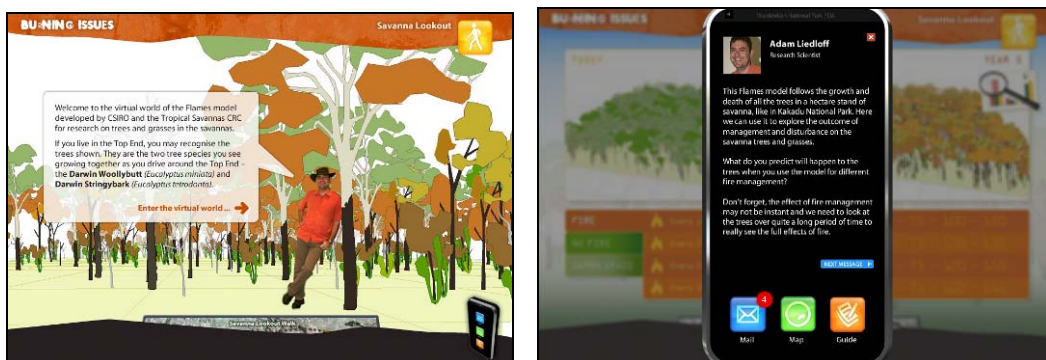 BURNING ISSUES
Savanna Lookout
Welcome to the virtual world of the Flames model
developed by CSIRO and the Tropical Savannas CRC
for research on trees and grasses in the savannas.
If you live in the Top End, you may recognise the
trees shown. They are the two tree species you see
growing together as you drive around the Top End –
the Darwin Woollybutt (Eucalyptus miniata) and
Darwin Stringybark (Eucalyptus tetrodonta).
Enter the virtual world...
Savanna Lookout Walk
BURNING ISSUES
Savanna Lookout
TODAY
YEAR 5
Adam Liedloff
Research Scientist
This Flames model follows the growth and
death of all the trees in a hectare stand of
savanna, like in Kakadu National Park. Here
we can use it to explore the outcome of
management and disturbance on the
savanna trees and grasses.
What do you predict will happen to the
trees when you use the model for different
fire management?
Don't forget, the effect of fire management
may not be instant and we need to look at
the trees over quite a long period of time to
really see the full effects of fire.
NEXT MESSAGE
FIRE
NO FIRE
4
Mail
Map
Guide